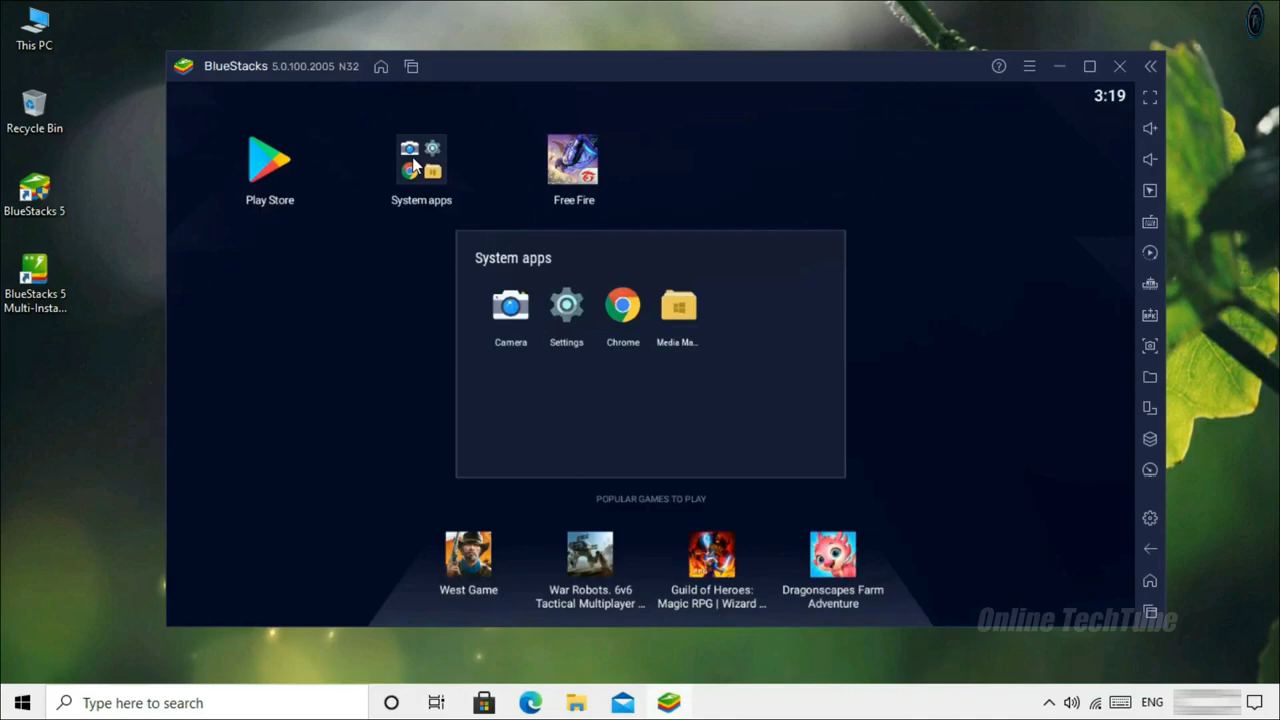 This PC
Recycle Bin
BlueStacks 5
BlueStacks 5
Multi-Insta...
BlueStacks 5.0.100.2005 N32
3:19
Play Store
System apps
Free Fire
System apps
Camera
Settings
Chrome
Media Ma...
POPULAR GAMES TO PLAY
West Game
War Robots. 6v6
Tactical Multiplayer ...
Guild of Heroes:
Magic RPG | Wizard ...
Dragonscapes Farm
Adventure
Online TechTube
Type here to search
ENG